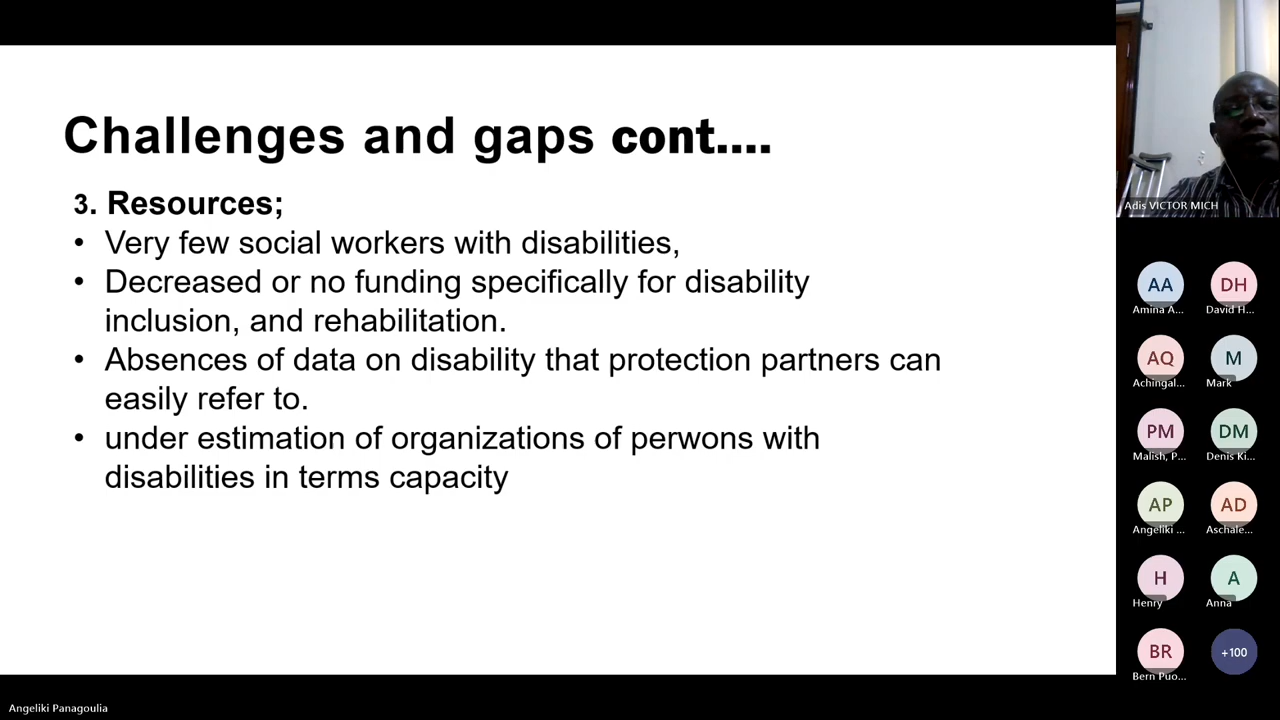 Challenges and gaps cont....
3. Resources;
• Very few social workers with disabilities,
• Decreased or no funding specifically for disability
inclusion, and rehabilitation.
• Absences of data on disability that protection partners can
easily refer to.
• under estimation of organizations of perwons with
disabilities in terms capacity
Adis VICTOR MICH
AA
DH
Amina A...
David H...
AQ
M
Achingal...
Mark
PM
DM
Malish, P...
Denis Ki...
AP
AD
Angeliki ...
Aschale...
H
A
Henry
Anna
BR
+100
Bern Puo...
Angeliki Panagoulia